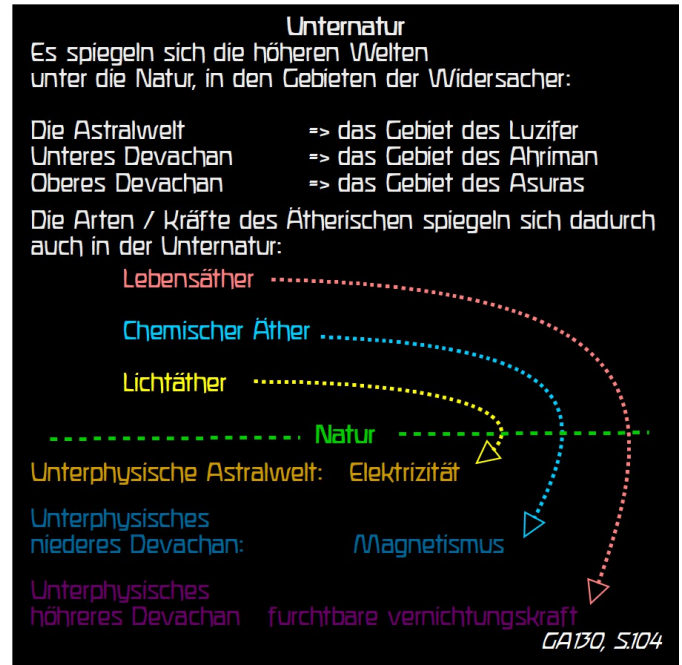 Unternatur
Es spiegeln sich die höheren Welten
unter die Natur, in den Gebieten der Widersacher:
Die Astralwelt => das Gebiet des Luzifer
Unteres Devachan => das Gebiet des Ahriman
Oberes Devachan => das Gebiet des Asuras
Die Arten / Kräfte des Ätherischen spiegeln sich dadurch
auch in der Unternatur:
Lebensäther
Chemischer Äther
Lichtäther
Natur
Unterphysische Astralwelt: Elektrizität
Unterphysisches
niederes Devachan: Magnetismus
Unterphysisches
höhreres Devachan furchtbare vernichtungskraft
GA130, S.104